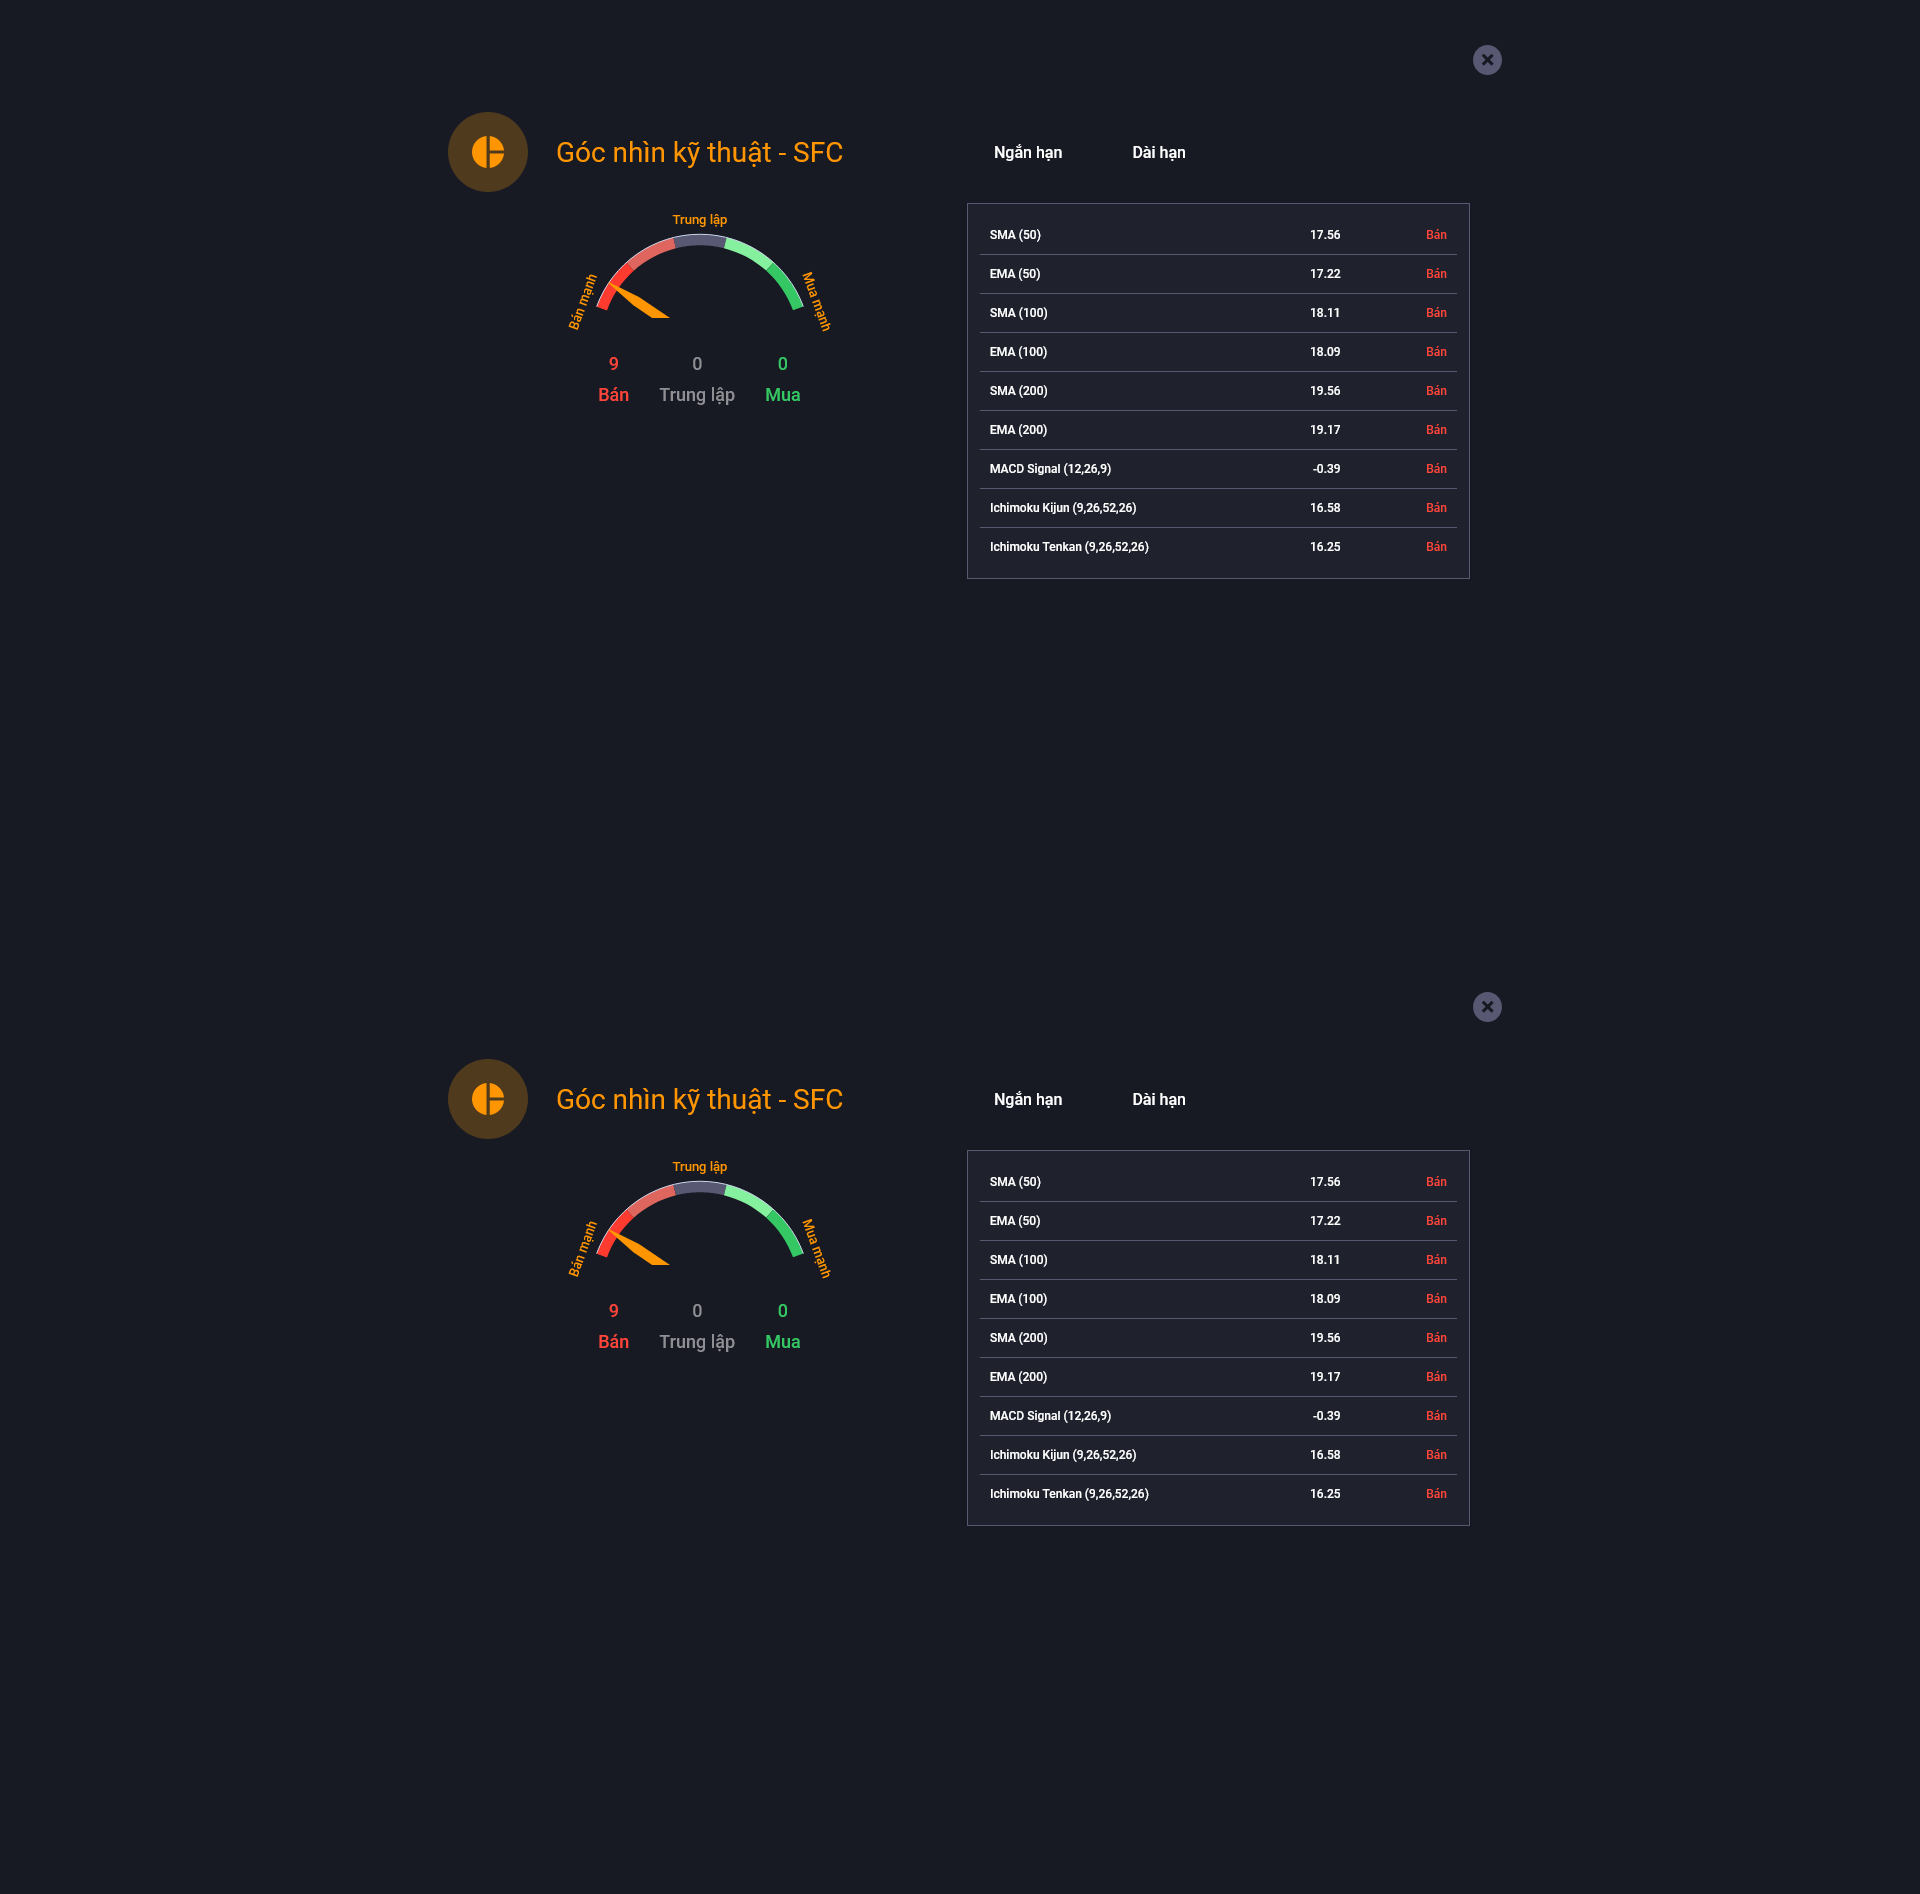 Góc nhìn kỹ thuật - SFC
Ngắn hạn Dài hạn
Trung lập
Bán mạnh
Mua mạnh
9 0 0
Bán Trung lập Mua
SMA (50) 17.56 Bán
EMA (50) 17.22 Bán
SMA (100) 18.11 Bán
EMA (100) 18.09 Bán
SMA (200) 19.56 Bán
EMA (200) 19.17 Bán
MACD Signal (12,26,9) -0.39 Bán
Ichimoku Kijun (9,26,52,26) 16.58 Bán
Ichimoku Tenkan (9,26,52,26) 16.25 Bán
Góc nhìn kỹ thuật - SFC
Ngắn hạn Dài hạn
Trung lập
Bán mạnh
Mua mạnh
9 0 0
Bán Trung lập Mua
SMA (50) 17.56 Bán
EMA (50) 17.22 Bán
SMA (100) 18.11 Bán
EMA (100) 18.09 Bán
SMA (200) 19.56 Bán
EMA (200) 19.17 Bán
MACD Signal (12,26,9) -0.39 Bán
Ichimoku Kijun (9,26,52,26) 16.58 Bán
Ichimoku Tenkan (9,26,52,26) 16.25 Bán